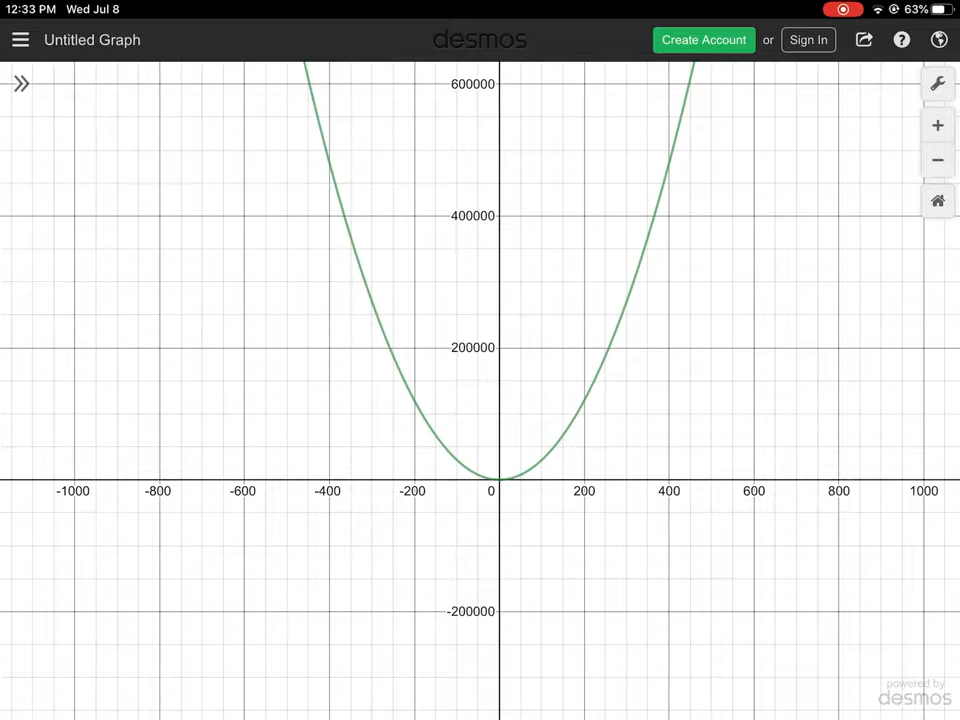 12:33 PM Wed Jul 8 63%
Untitled Graph desmos Create Account or Sign In
600000
400000
200000
-1000 -800 -600 -400 -200 0 200 400 600 800 1000
-200000
powered by
desmos